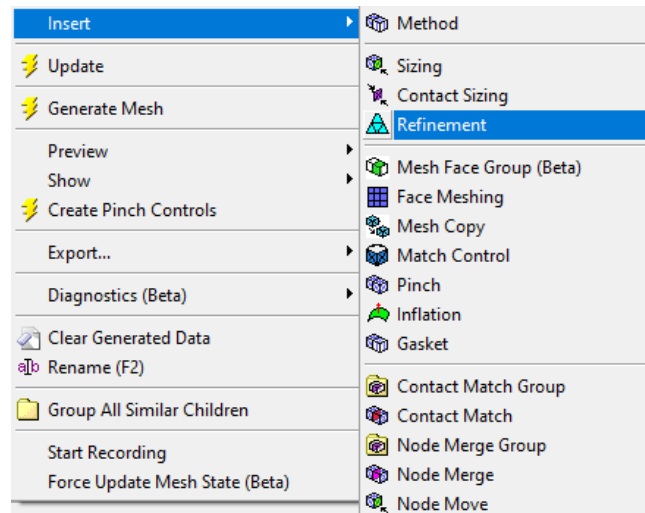 Insert
Update
Generate Mesh
Preview
Show
Create Pinch Controls
Export...
Diagnostics (Beta)
Clear Generated Data
Rename (F2)
Group All Similar Children
Start Recording
Force Update Mesh State (Beta)
Method
Sizing
Contact Sizing
Refinement
Mesh Face Group (Beta)
Face Meshing
Mesh Copy
Match Control
Pinch
Inflation
Gasket
Contact Match Group
Contact Match
Node Merge Group
Node Merge
Node Move